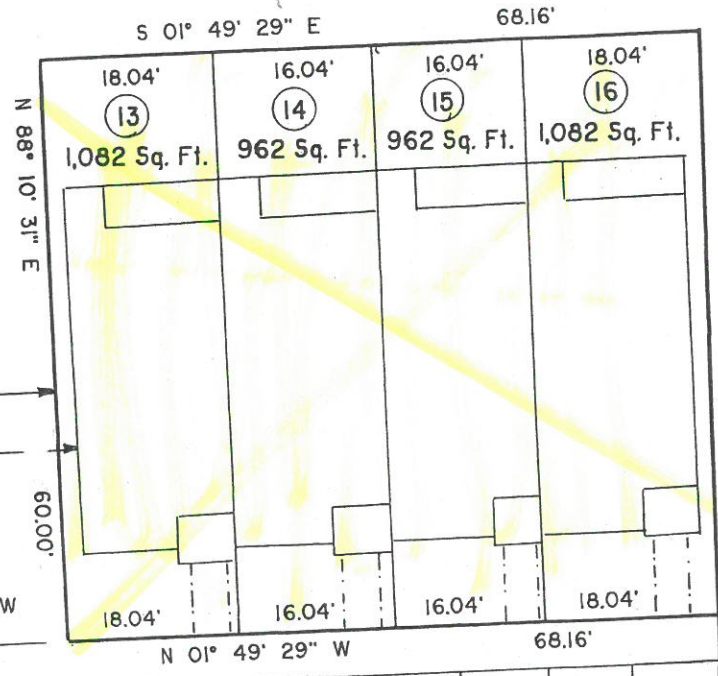 S 01° 49' 29" E 68.16'
18.04' 16.04' 16.04' 18.04'
13 14 15 16
1,082 Sq. Ft. 962 Sq. Ft. 962 Sq. Ft. 1,082 Sq. Ft.
N 88° 10' 31" E
60.00'
W
18.04' 16.04' 16.04' 18.04'
N 01° 49' 29" W 68.16'